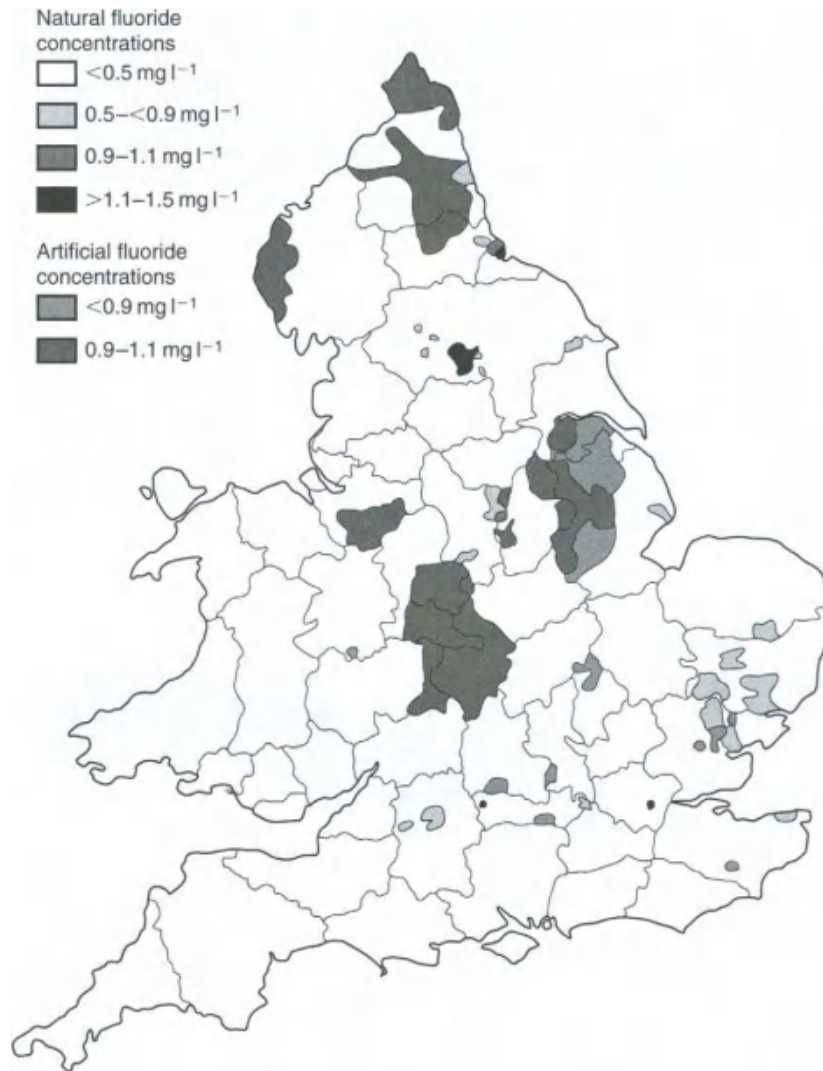 Natural fluoride
concentrations
<0.5 mg l⁻¹
0.5–<0.9 mg l⁻¹
0.9–1.1 mg l⁻¹
>1.1–1.5 mg l⁻¹
Artificial fluoride
concentrations
<0.9 mg l⁻¹
0.9–1.1 mg l⁻¹